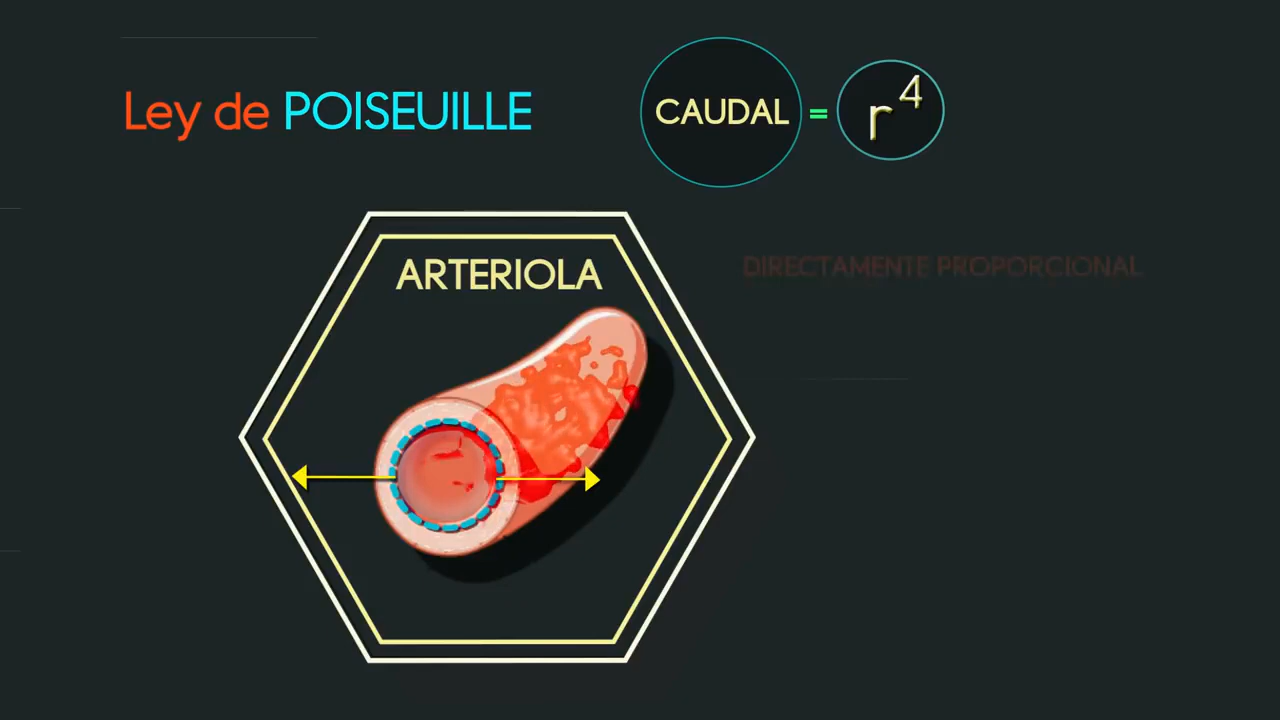 Ley de POISEUILLE
CAUDAL = r⁴
ARTERIOLA
DIRECTAMENTE PROPORCIONAL